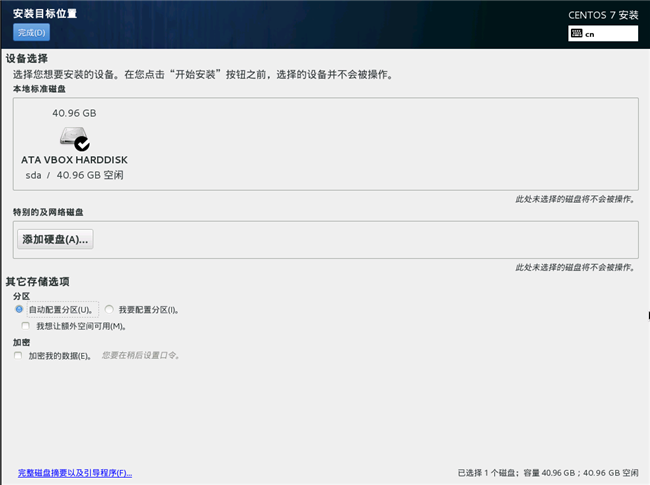 安装目标位置
CENTOS 7 安装
完成(D)
cn
设备选择
选择您想要安装的设备。在您点击“开始安装”按钮之前，选择的设备并不会被操作。
本地标准磁盘
40.96 GB
ATA VBOX HARDDISK
sda / 40.96 GB 空闲
此处未选择的磁盘将不会被操作。
特别的及网络磁盘
添加硬盘(A)...
此处未选择的磁盘将不会被操作。
其它存储选项
分区
自动配置分区(U)。 我要配置分区(I)。
我想让额外空间可用(M)。
加密
加密我的数据(E)。 您要在稍后设置口令。
完整磁盘摘要以及引导程序(F)...
已选择 1 个磁盘；容量 40.96 GB；40.96 GB 空闲